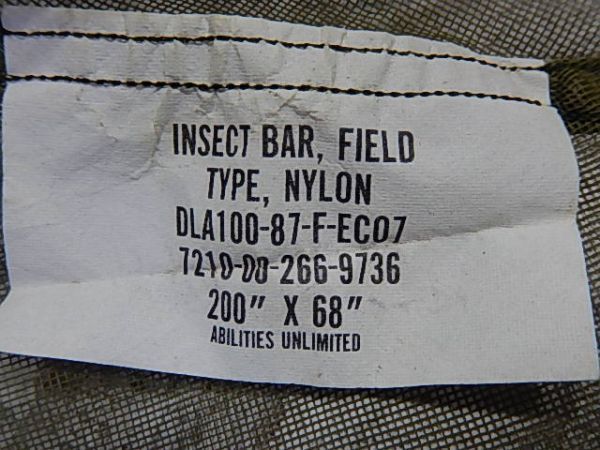 INSECT BAR, FIELD
TYPE, NYLON
DLA100-87-F-EC07
7210-00-266-9736
200" X 68"
ABILITIES UNLIMITED